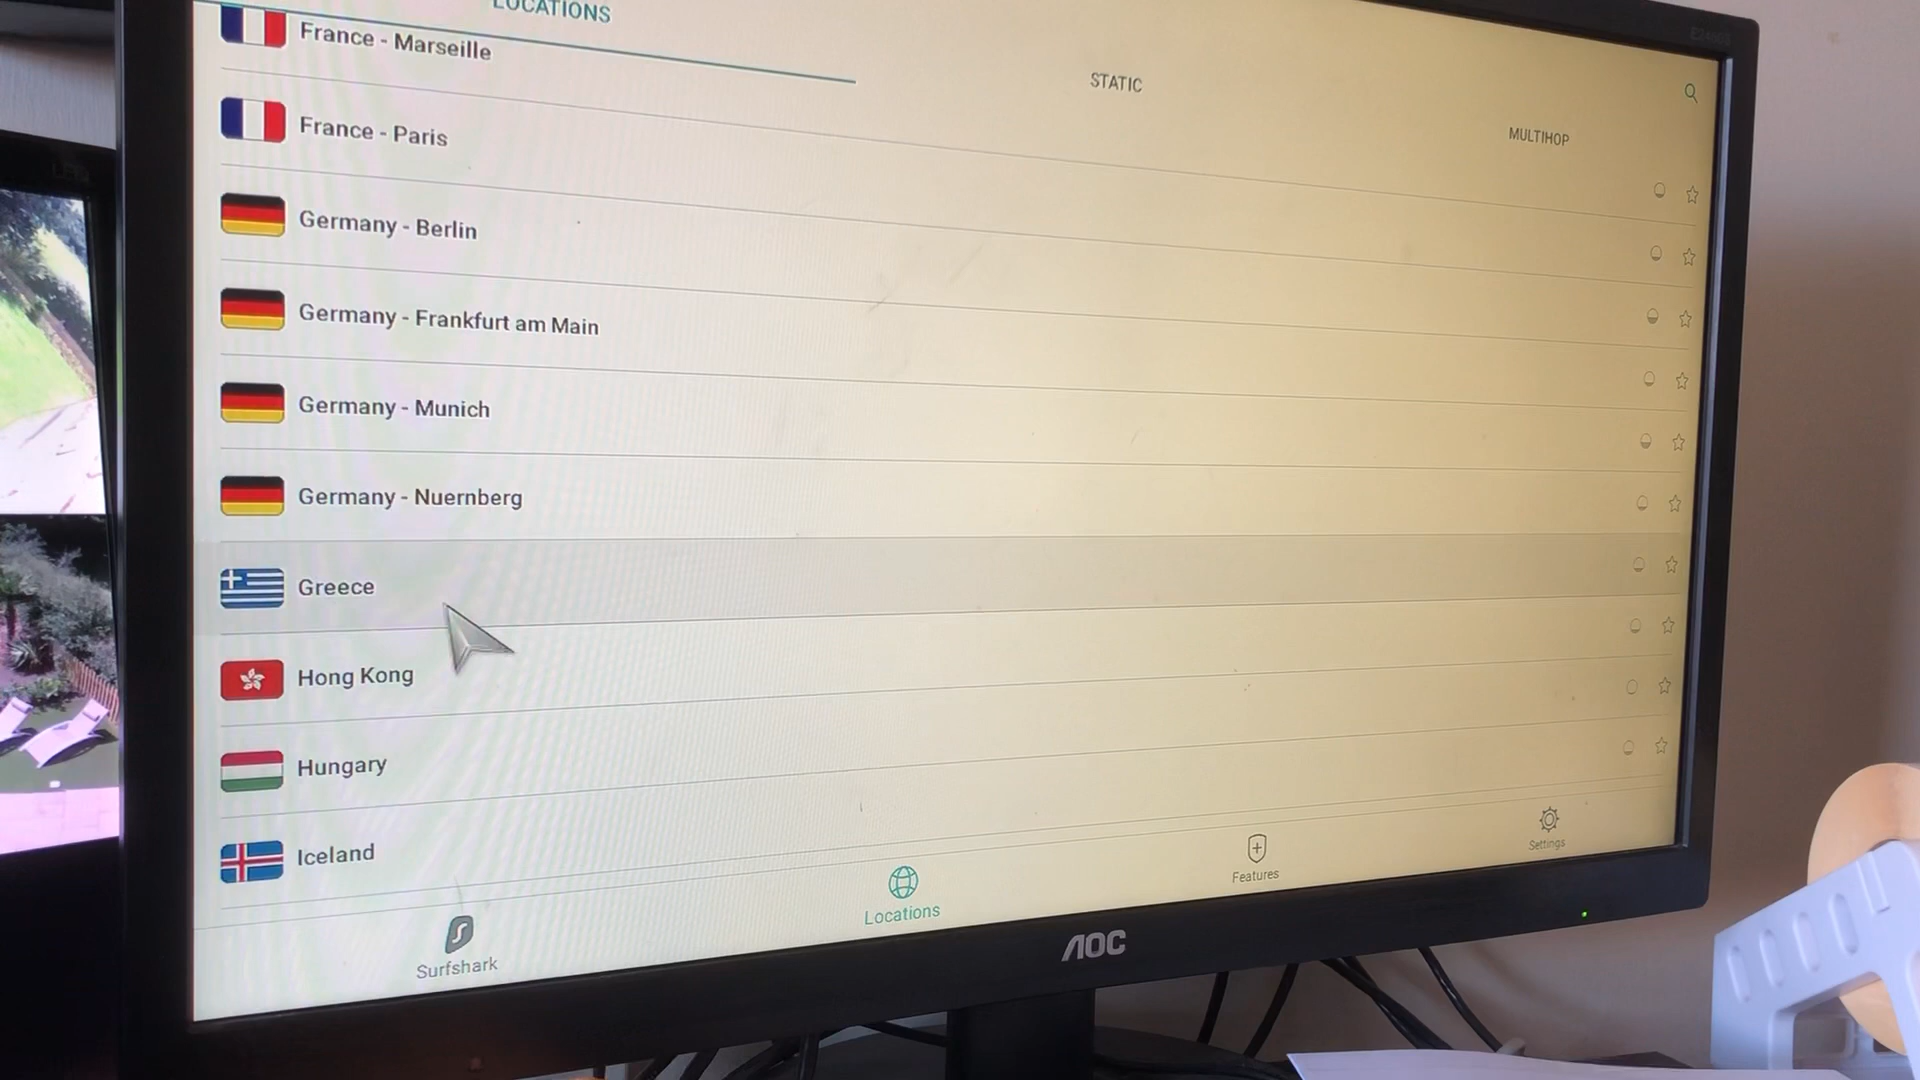 LOCATIONS
STATIC
MULTIHOP
France - Marseille
France - Paris
Germany - Berlin
Germany - Frankfurt am Main
Germany - Munich
Germany - Nuernberg
Greece
Hong Kong
Hungary
Iceland
Surfshark
Locations
Features
Settings
AOC